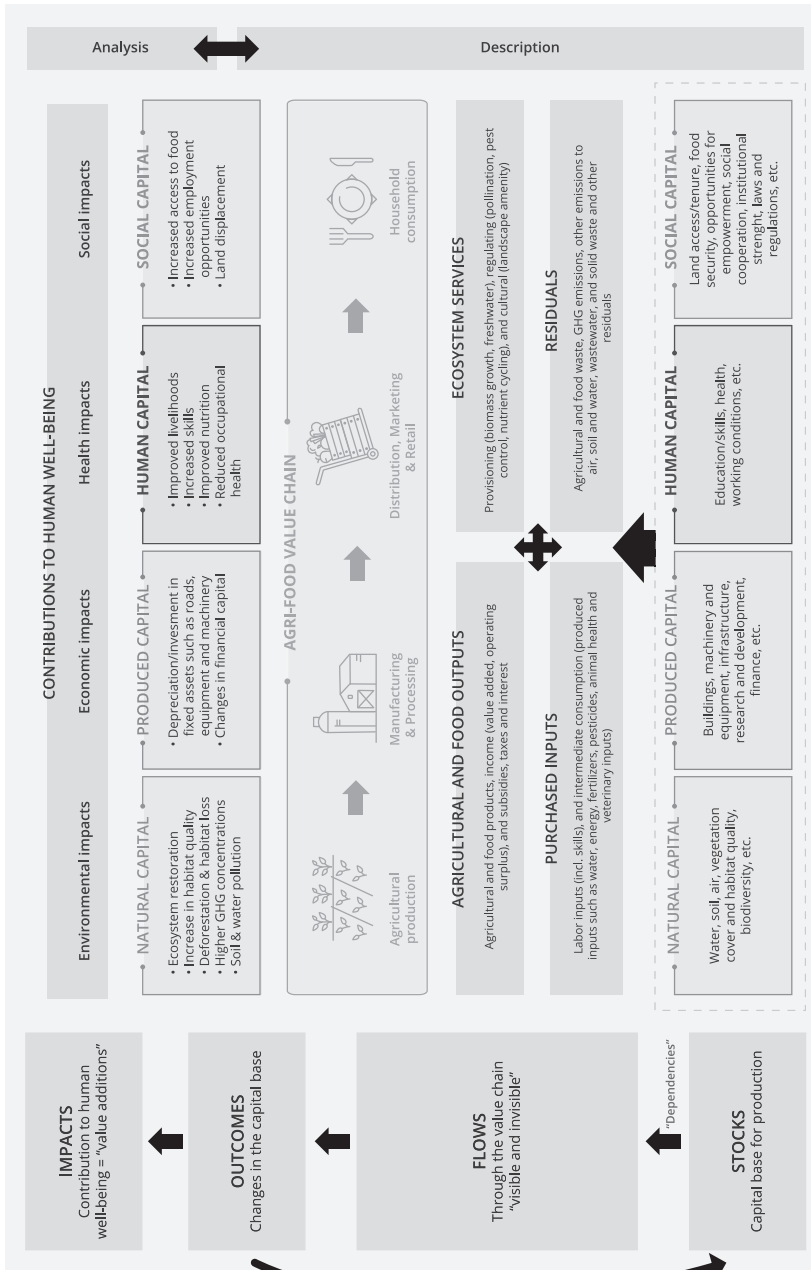 IMPACTS
Contribution to human
well-being = “value additions”
OUTCOMES
Changes in the capital base
FLOWS
Through the value chain
“visible and invisible”
“Dependencies”
STOCKS
Capital base for production
CONTRIBUTIONS TO HUMAN WELL-BEING
Environmental impacts
Economic impacts
Health impacts
Social impacts
Analysis
Description
NATURAL CAPITAL
• Ecosystem restoration
• Increase in habitat quality
• Deforestation & habitat loss
• Higher GHG concentrations
• Soil & water pollution
PRODUCED CAPITAL
• Depreciation/invesment in
fixed assets such as roads,
equipment and machinery
• Changes in financial capital
HUMAN CAPITAL
• Improved livelihoods
• Increased skills
• Improved nutrition
• Reduced occupational
health
SOCIAL CAPITAL
• Increased access to food
• Increased employment
opportunities
• Land displacement
AGRI-FOOD VALUE CHAIN
Agricultural
production
Manufacturing
& Processing
Distribution, Marketing
& Retail
Household
consumption
AGRICULTURAL AND FOOD OUTPUTS
Agricultural and food products, income (value added, operating
surplus), and subsidies, taxes and interest
ECOSYSTEM SERVICES
Provisioning (biomass growth, freshwater), regulating (pollination, pest
control, nutrient cycling), and cultural (landscape amenity)
PURCHASED INPUTS
Labor inputs (incl. skills), and intermediate consumption (produced
inputs such as water, energy, fertilizers, pesticides, animal health and
veterinary inputs)
RESIDUALS
Agricultural and food waste, GHG emissions, other emissions to
air, soil and water, wastewater, and solid waste and other
residuals
NATURAL CAPITAL
Water, soil, air, vegetation
cover and habitat quality,
biodiversity, etc.
PRODUCED CAPITAL
Buildings, machinery and
equipment, infrastructure,
research and development,
finance, etc.
HUMAN CAPITAL
Education/skills, health,
working conditions, etc.
SOCIAL CAPITAL
Land access/tenure, food
security, opportunities for
empowerment, social
cooperation, institutional
strenght, laws and
regulations, etc.